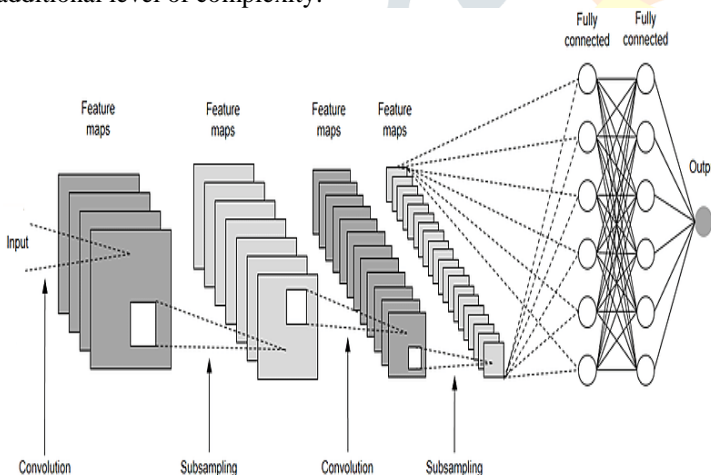 additional level of complexity.
Fully
connected
Fully
connected
Feature
maps
Feature
maps
Feature
maps
Feature
maps
Outp
Input
Convolution
Subsampling
Convolution
Subsampling